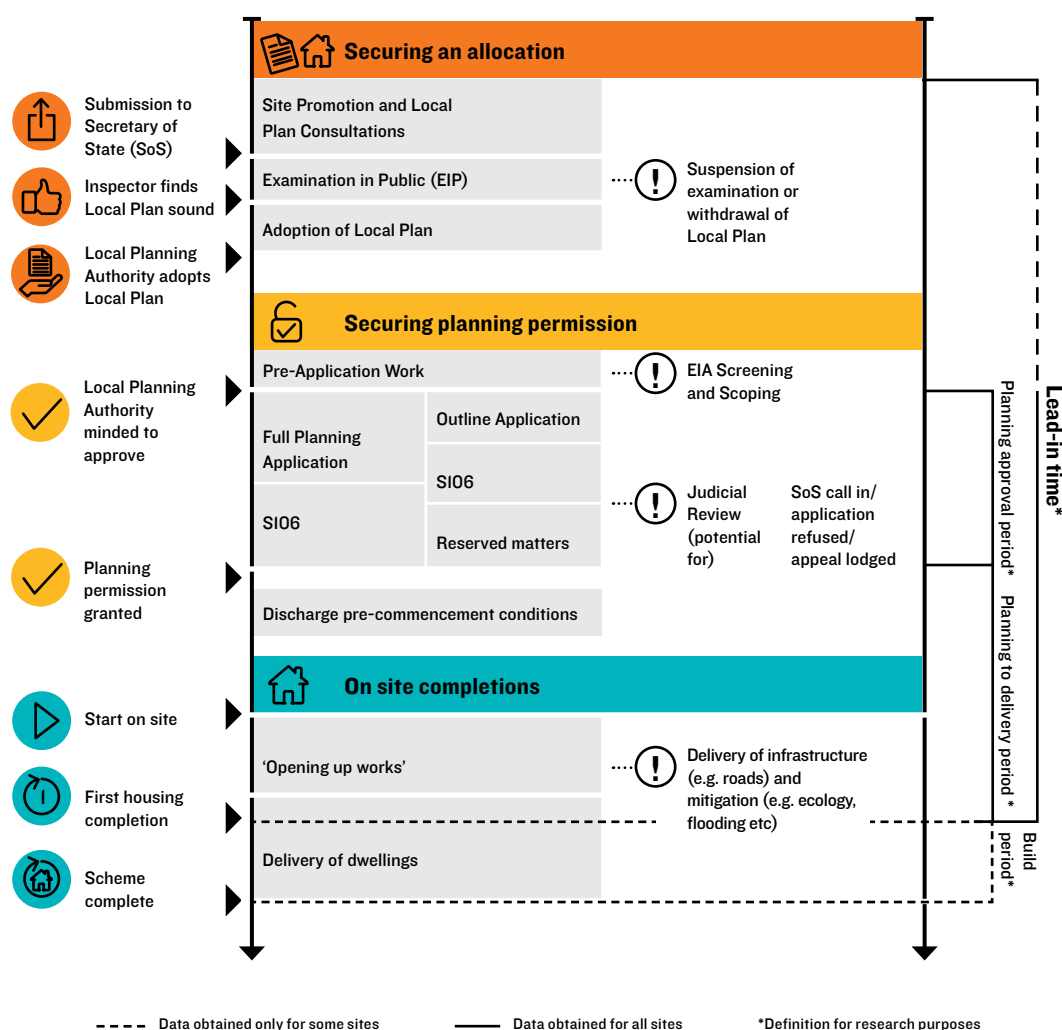 Securing an allocation
Submission to
Secretary of
State (SoS)
Site Promotion and Local
Plan Consultations
Inspector finds
Local Plan sound
Examination in Public (EIP)
Suspension of
examination or
withdrawal of
Local Plan
Adoption of Local Plan
Local Planning
Authority adopts
Local Plan
Securing planning permission
Pre-Application Work
EIA Screening
and Scoping
Local Planning
Authority
minded to
approve
Full Planning
Application
Outline Application
S106
S106
Reserved matters
Judicial
Review
(potential
for)
SoS call in/
application
refused/
appeal lodged
Planning
permission
granted
Discharge pre-commencement conditions
On site completions
Start on site
'Opening up works'
Delivery of infrastructure
(e.g. roads) and
mitigation (e.g. ecology,
flooding etc)
First housing
completion
Delivery of dwellings
Scheme
complete
Lead-in time*
Planning approval period*
Planning to delivery period *
Build
period*
Data obtained only for some sites
Data obtained for all sites
*Definition for research purposes